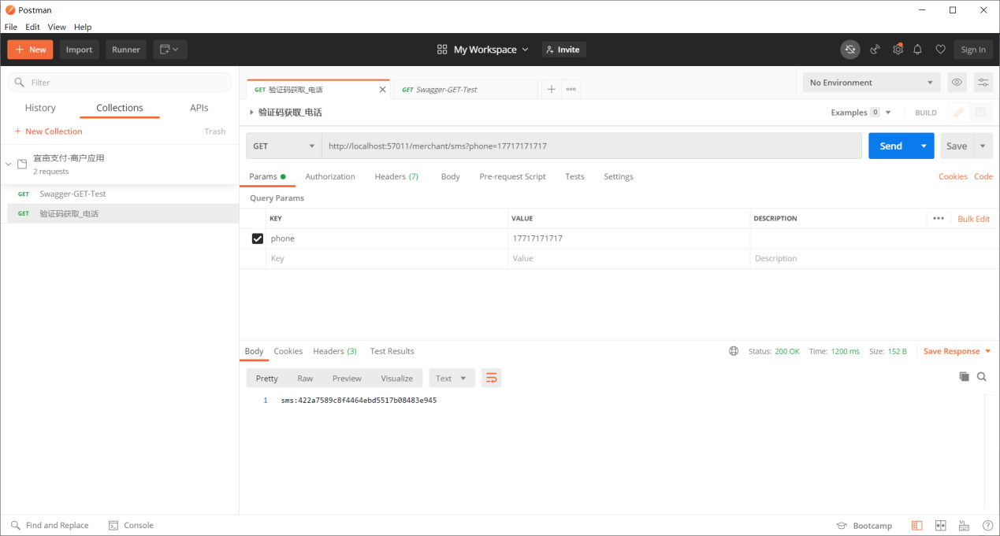 Postman
File Edit View Help
New Import Runner My Workspace Invite Sign In
Filter
History Collections APIs
+ New Collection Trash
宜亩支付-商户应用
2 requests
GET Swagger-GET-Test
GET 验证码获取_电话
GET 验证码获取_电话 GET Swagger-GET-Test No Environment
验证码获取_电话 Examples 0 BUILD
GET http://localhost:57011/merchant/sms?phone=17717171717 Send Save
Params Authorization Headers (7) Body Pre-request Script Tests Settings Cookies Code
Query Params
KEY VALUE DESCRIPTION Bulk Edit
phone 17717171717
Key Value Description
Body Cookies Headers (3) Test Results Status: 200 OK Time: 1200 ms Size: 152 B Save Response
Pretty Raw Preview Visualize Text
1 sms:422a7589c8f4464ebd5517b08483e945
Find and Replace Console Bootcamp